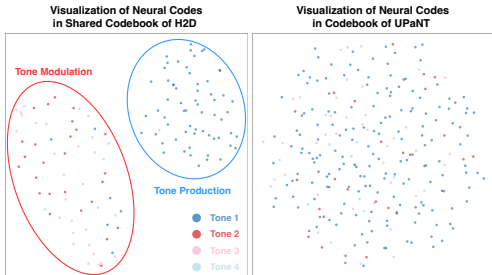 Visualization of Neural Codes
in Shared Codebook of H2D
Tone Modulation
Tone Production
Tone 1
Tone 2
Tone 3
Tone 4
Visualization of Neural Codes
in Codebook of UPaNT